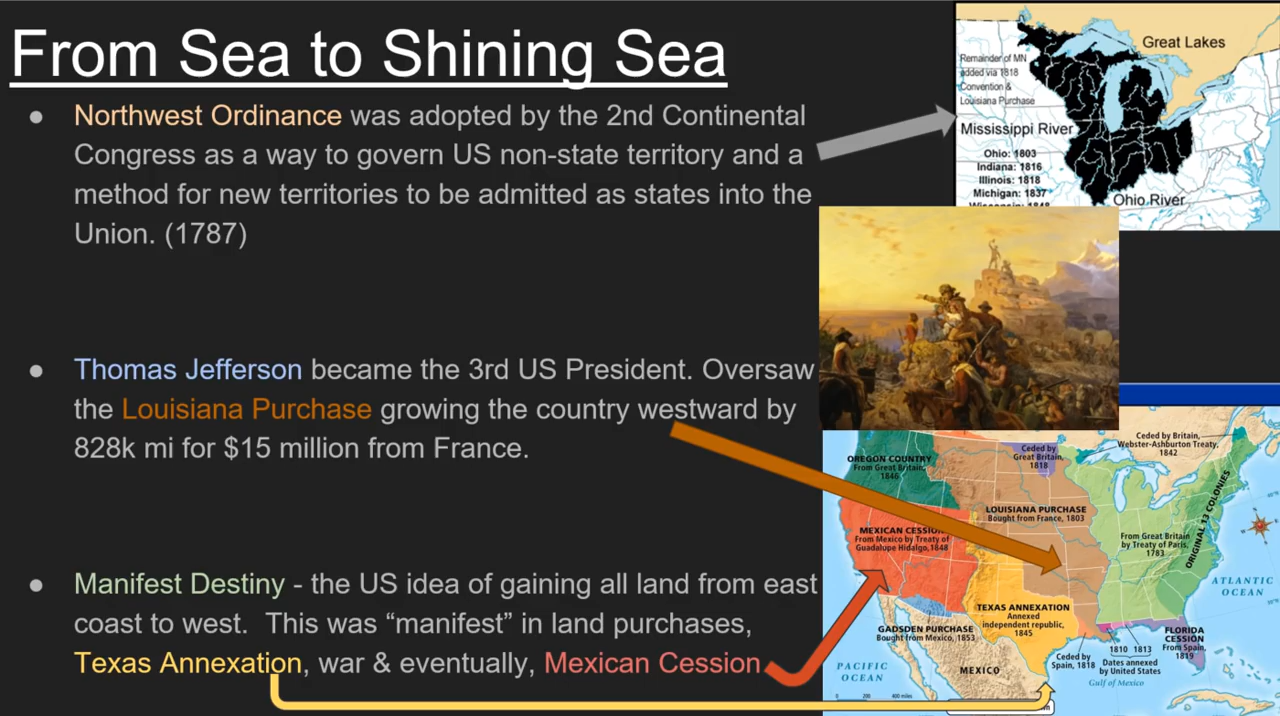 From Sea to Shining Sea
● Northwest Ordinance was adopted by the 2nd Continental
Congress as a way to govern US non-state territory and a
method for new territories to be admitted as states into the
Union. (1787)
● Thomas Jefferson became the 3rd US President. Oversaw
the Louisiana Purchase growing the country westward by
828k mi for $15 million from France.
● Manifest Destiny - the US idea of gaining all land from east
coast to west. This was “manifest” in land purchases,
Texas Annexation, war & eventually, Mexican Cession
Great Lakes
Remainder of MN
added via 1818
Convention &
Louisiana Purchase
Mississippi River
Ohio: 1803
Indiana: 1816
Illinois: 1818
Michigan: 1837
Wisconsin: 1848
Ohio River
OREGON COUNTRY
From Great Britain,
1846
Ceded by
Great Britain,
1818
Ceded by Britain,
Webster-Ashburton Treaty,
1842
LOUISIANA PURCHASE
Bought from France, 1803
MEXICAN CESSION
From Mexico by Treaty of
Guadalupe Hidalgo, 1848
From Great Britain
by Treaty of Paris,
1783
ORIGINAL 13 COLONIES
ATLANTIC
OCEAN
TEXAS ANNEXATION
Annexed
independent republic,
1845
GADSDEN PURCHASE
Bought from Mexico, 1853
FLORIDA
CESSION
From Spain,
1819
1810 1813
Dates annexed
by United States
Ceded by
Spain, 1818
Gulf of Mexico
PACIFIC
OCEAN
MEXICO
0 200 400 miles